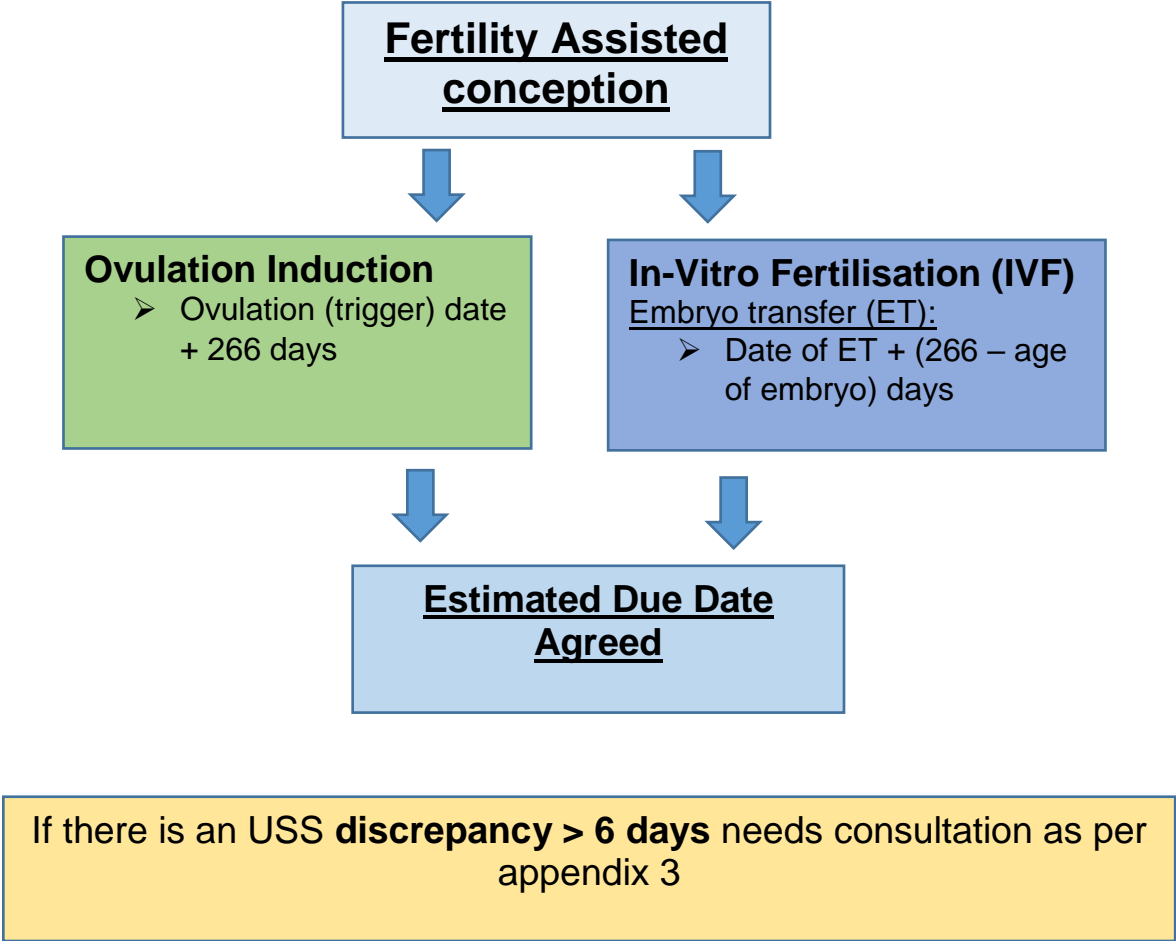 Fertility Assisted
conception
Ovulation Induction
➢ Ovulation (trigger) date
+ 266 days
In-Vitro Fertilisation (IVF)
Embryo transfer (ET):
➢ Date of ET + (266 – age
of embryo) days
Estimated Due Date
Agreed
If there is an USS discrepancy > 6 days needs consultation as per
appendix 3